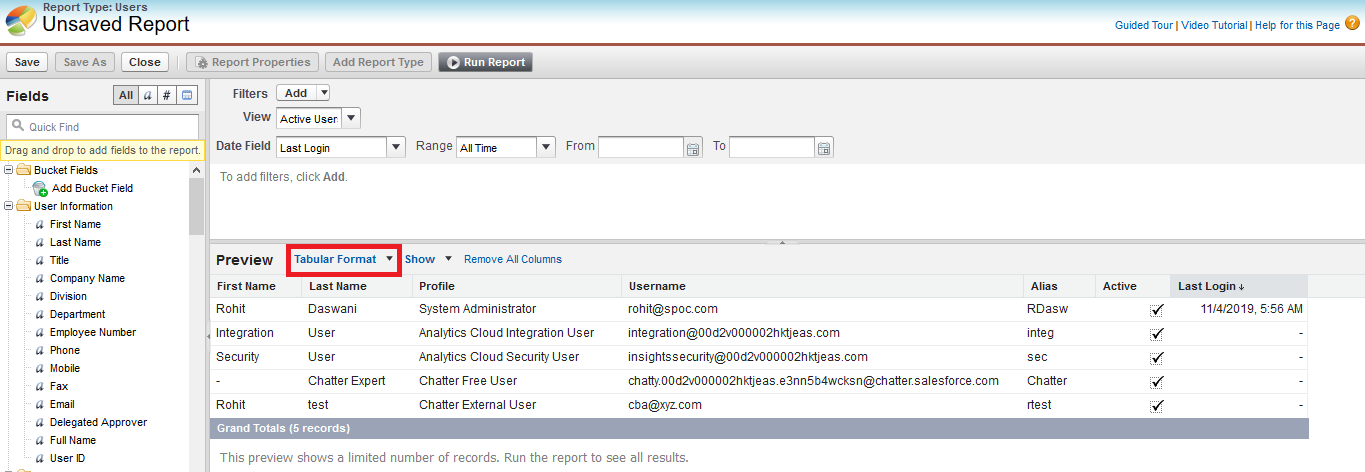 Report Type: Users
Unsaved Report
Guided Tour | Video Tutorial | Help for this Page ?
Save Save As Close Report Properties Add Report Type Run Report
Fields All a #
Quick Find
Drag and drop to add fields to the report.
Bucket Fields
Add Bucket Field
User Information
a First Name
a Last Name
a Title
a Company Name
a Division
a Department
a Employee Number
a Phone
a Mobile
a Fax
a Email
a Delegated Approver
a Full Name
a User ID
Filters Add
View Active User
Date Field Last Login Range All Time From To
To add filters, click Add.
Preview Tabular Format Show Remove All Columns
First Name Last Name Profile Username Alias Active Last Login ↓
Rohit Daswani System Administrator rohit@spoc.com RDasw 11/4/2019, 5:56 AM
Integration User Analytics Cloud Integration User integration@00d2v000002hktjeas.com integ -
Security User Analytics Cloud Security User insightssecurity@00d2v000002hktjeas.com sec -
- Chatter Expert Chatter Free User chatty.00d2v000002hktjeas.e3nn5b4wcksn@chatter.salesforce.com Chatter -
Rohit test Chatter External User cba@xyz.com rtest -
Grand Totals (5 records)
This preview shows a limited number of records. Run the report to see all results.